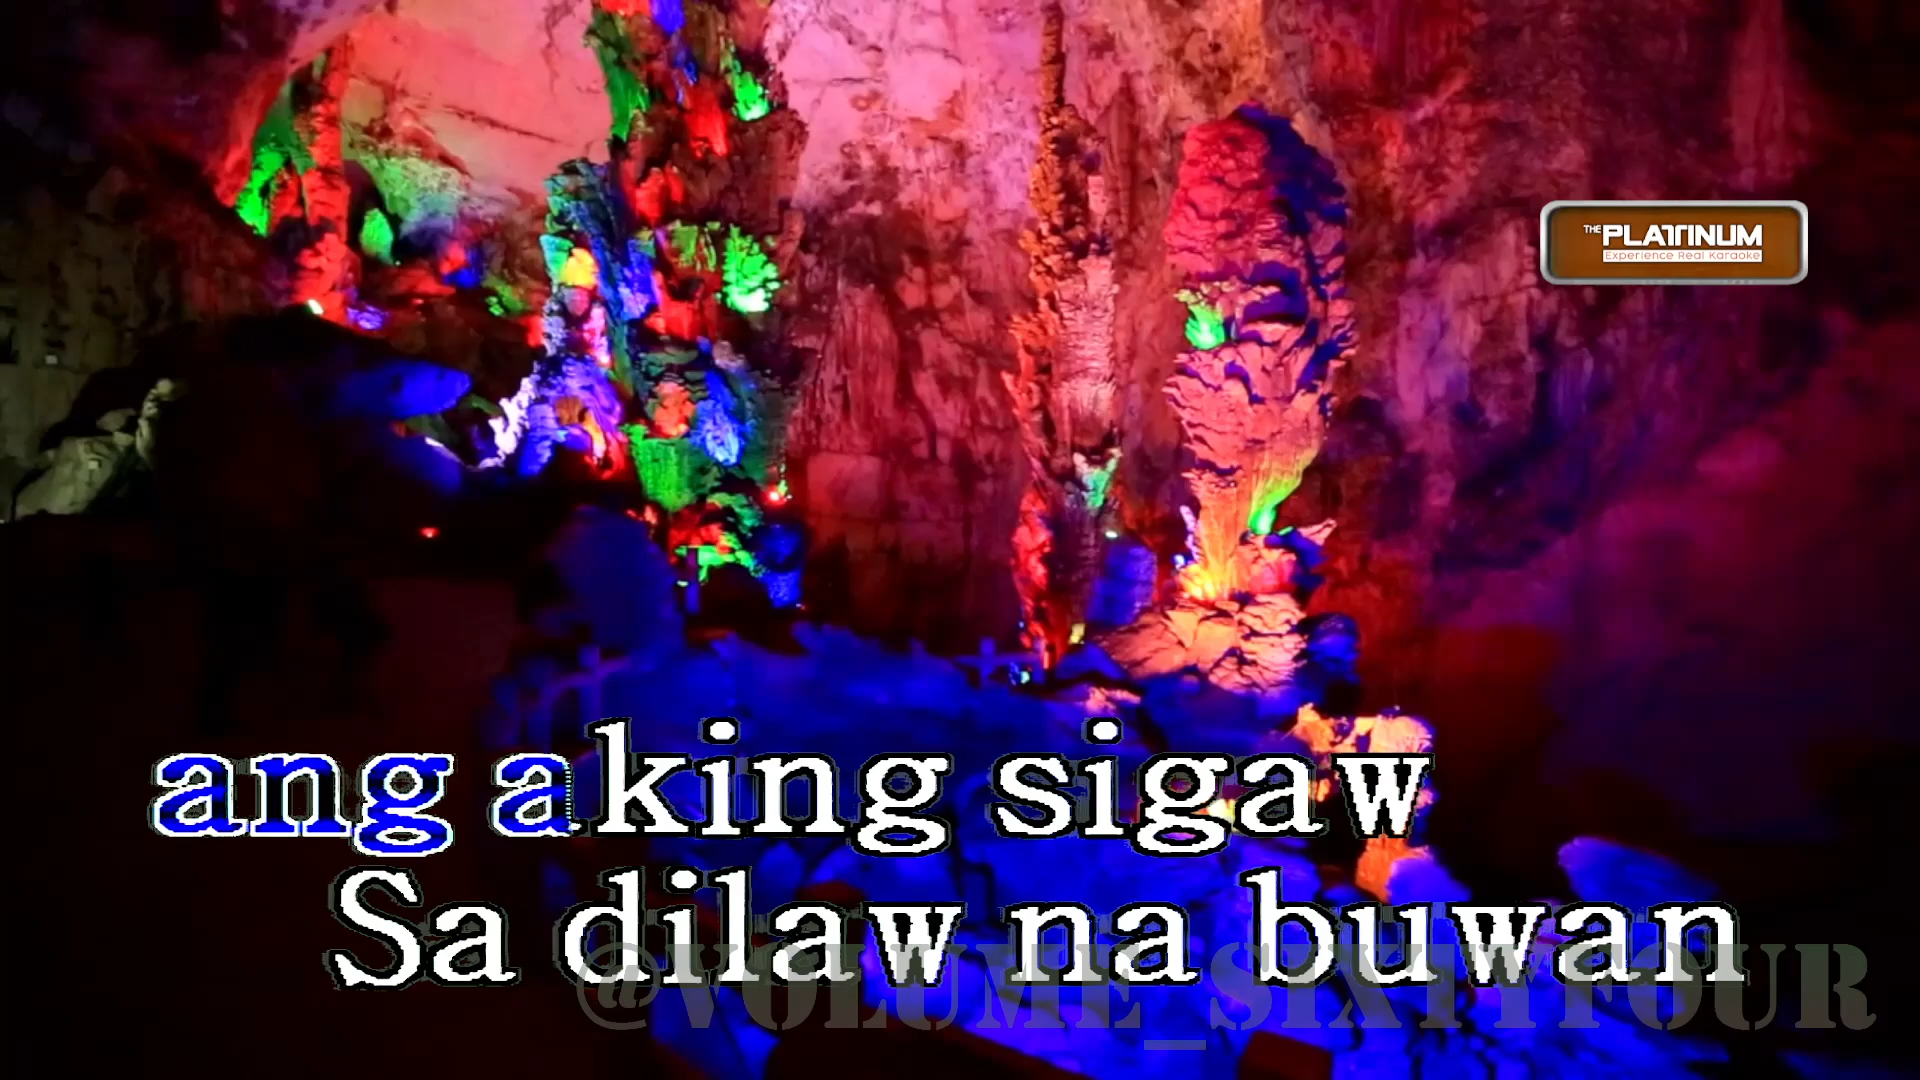 THE PLATINUM
Experience Real Karaoke
ang aking sigaw
Sa dilaw na buwan
@VOLUME_SIXTYFOUR